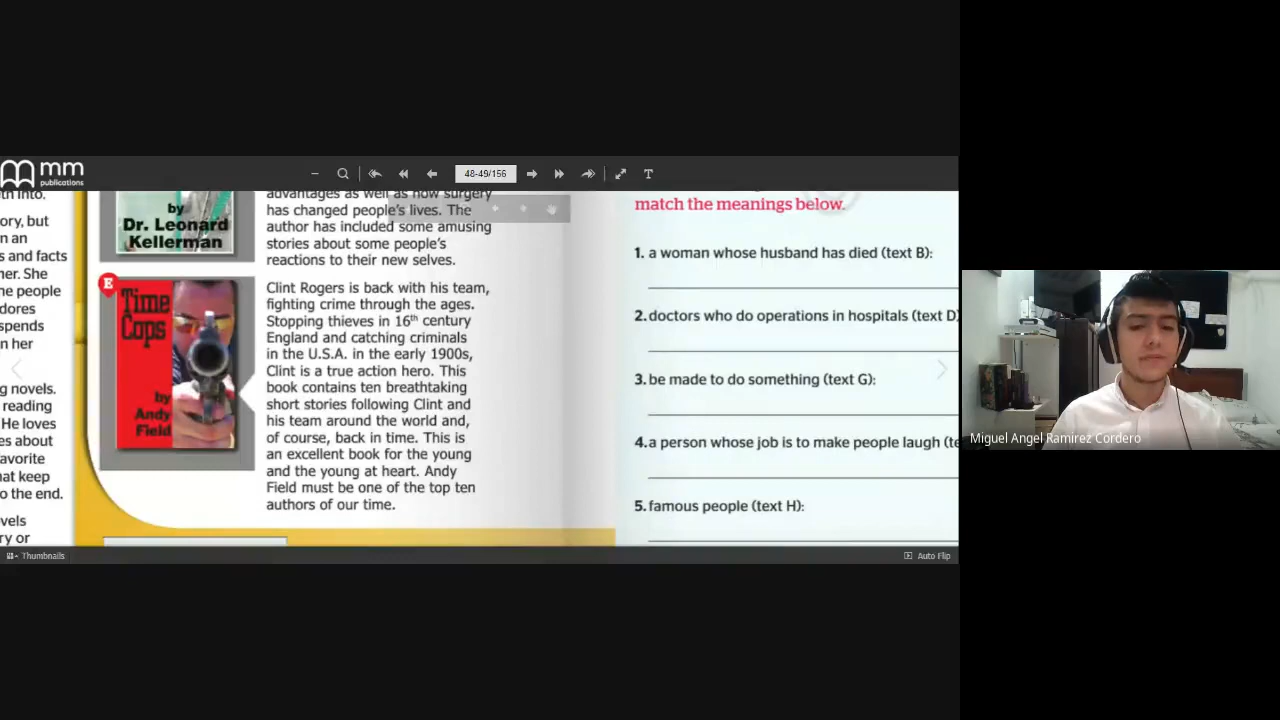 mm
publications
48-49/156
T
th into.
ory, but
n an
s and facts
ner. She
ne people
dores
spends
n her
g novels.
reading
He loves
es about
avorite
hat keep
o the end.
vels
ry or
by
Dr. Leonard
Kellerman
advantages as well as how surgery
has changed people's lives. The
author has included some amusing
stories about some people's
reactions to their new selves.
E
Time
Cops
by
Andy
Field
Clint Rogers is back with his team,
fighting crime through the ages.
Stopping thieves in 16th century
England and catching criminals
in the U.S.A. in the early 1900s,
Clint is a true action hero. This
book contains ten breathtaking
short stories following Clint and
his team around the world and,
of course, back in time. This is
an excellent book for the young
and the young at heart. Andy
Field must be one of the top ten
authors of our time.
match the meanings below.
1. a woman whose husband has died (text B):
2. doctors who do operations in hospitals (text D)
3. be made to do something (text G):
4. a person whose job is to make people laugh (te
5. famous people (text H):
Thumbnails
Auto Flip
Miguel Angel Ramirez Cordero